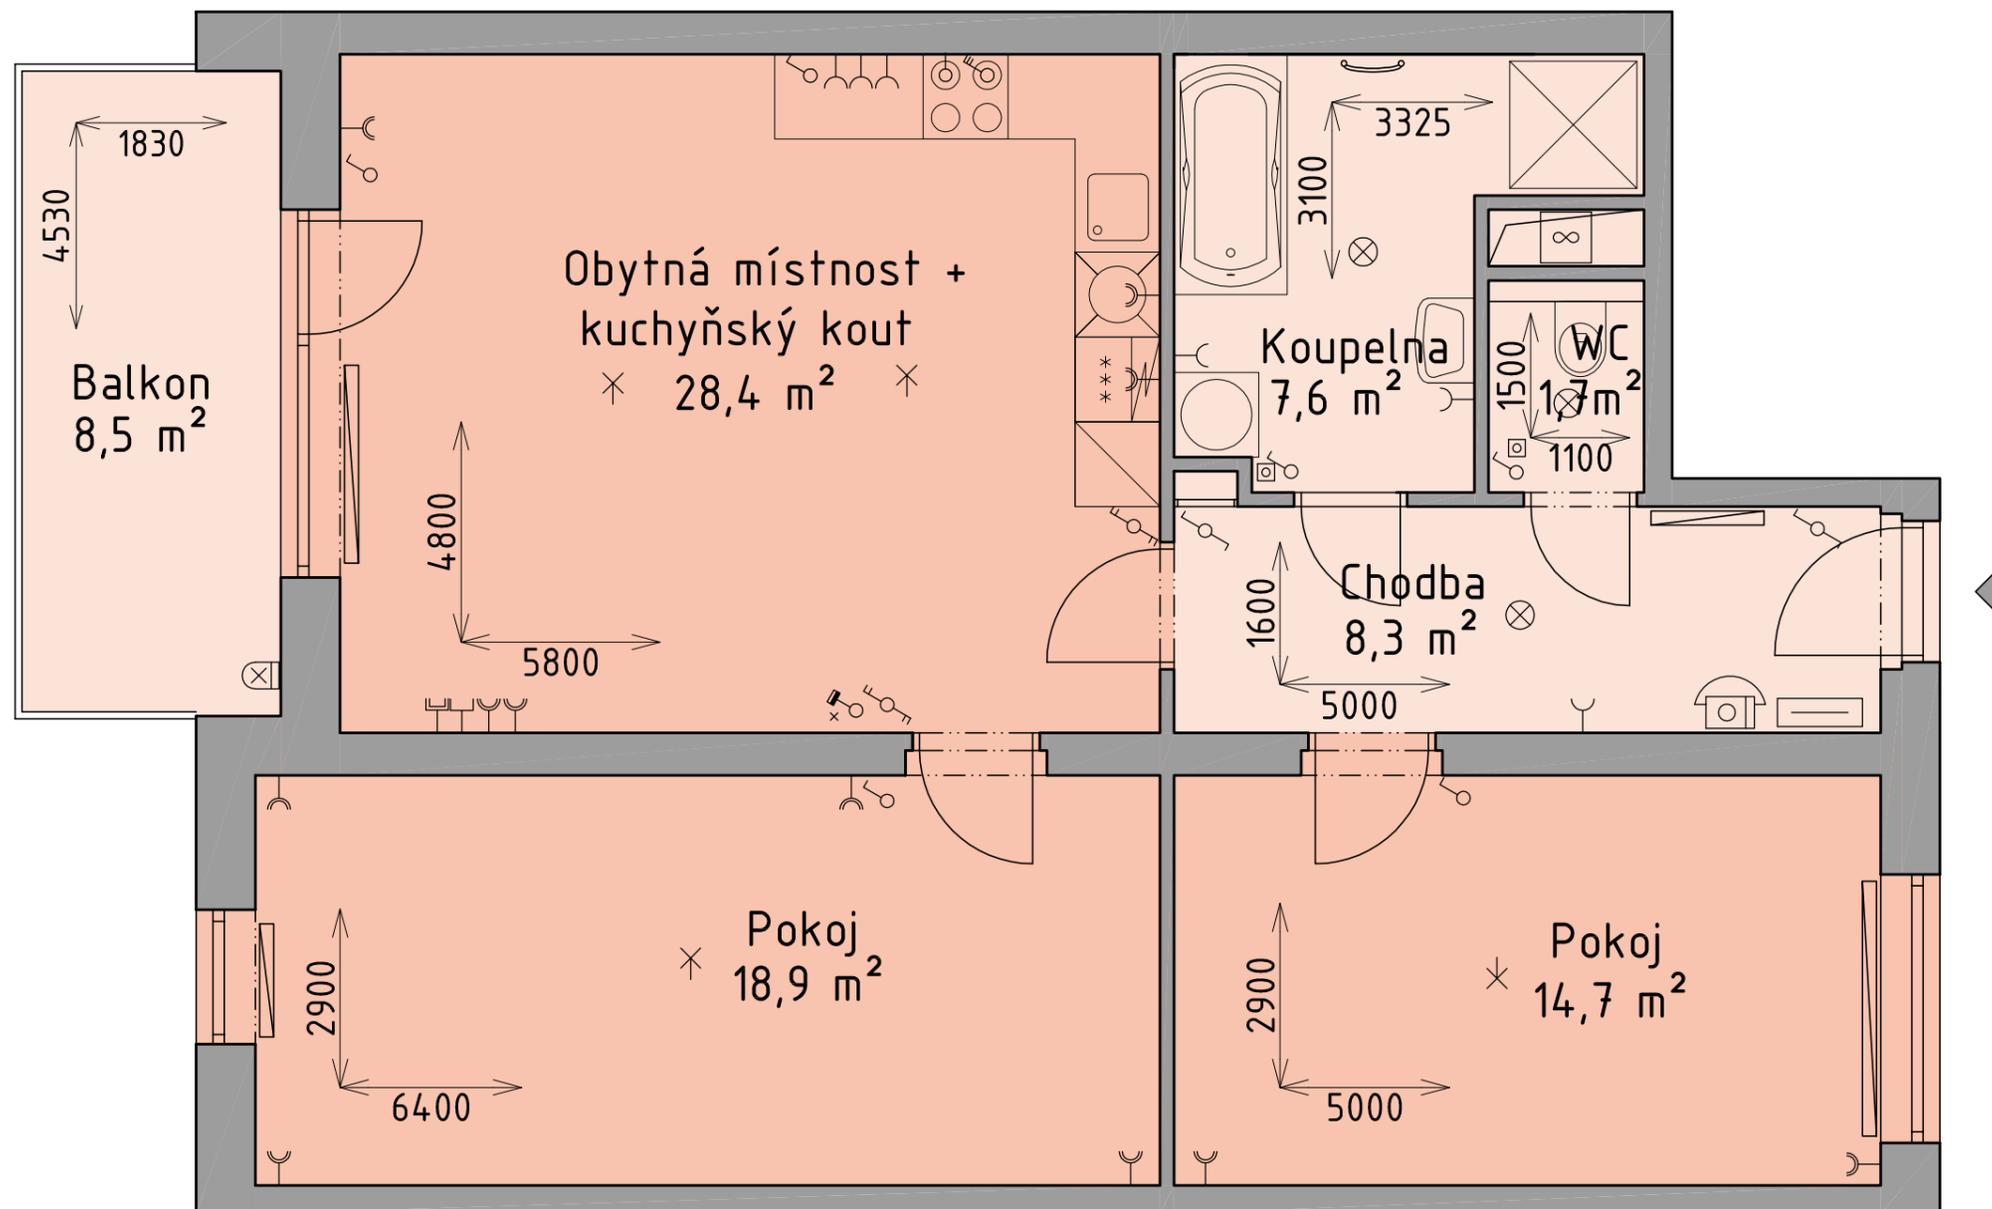 1830
4530
Balkon
8,5 m²
Obytná místnost +
kuchyňský kout
28,4 m²
4800
5800
3325
3100
Koupelna
7,6 m²
WC
1,7m²
1500
1100
Chodba
8,3 m²
1600
5000
Pokoj
18,9 m²
2900
6400
Pokoj
14,7 m²
2900
5000